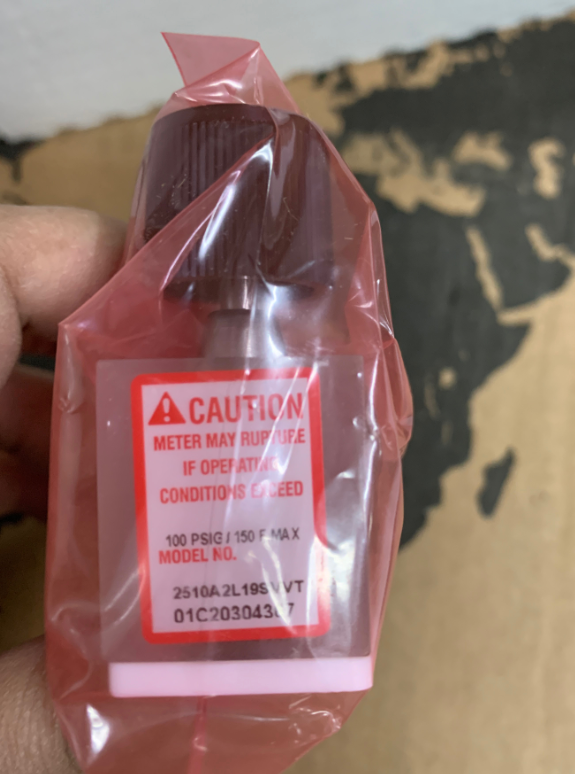 CAUTION
METER MAY RUPTURE
IF OPERATING
CONDITIONS EXCEED
100 PSIG / 150 F MAX
MODEL NO.